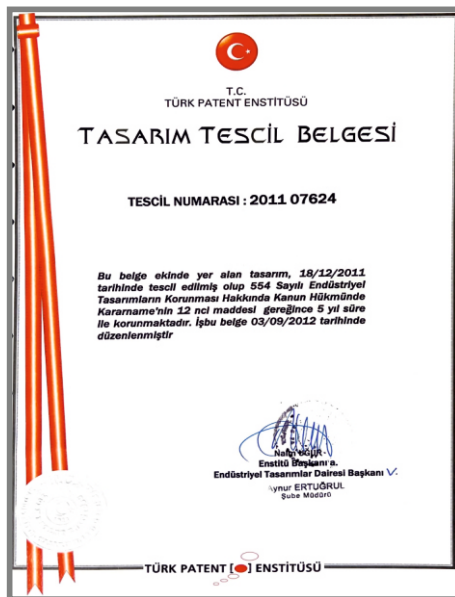 T.C.
TÜRK PATENT ENSTİTÜSÜ
TASARIM TESCİL BELGESİ
TESCİL NUMARASI : 2011 07624
Bu belge ekinde yer alan tasarım, 18/12/2011
tarihinde tescil edilmiş olup 554 Sayılı Endüstriyel
Tasarımların Korunması Hakkında Kanun Hükmünde
Kararname'nin 12 nci maddesi gereğince 5 yıl süre
ile korunmaktadır. İşbu belge 03/09/2012 tarihinde
düzenlenmiştir
Enstitü Başkanı a.
Endüstriyel Tasarımlar Dairesi Başkanı V.
Aynur ERTUĞRUL
Şube Müdürü
TÜRK PATENT [ ] ENSTİTÜSÜ